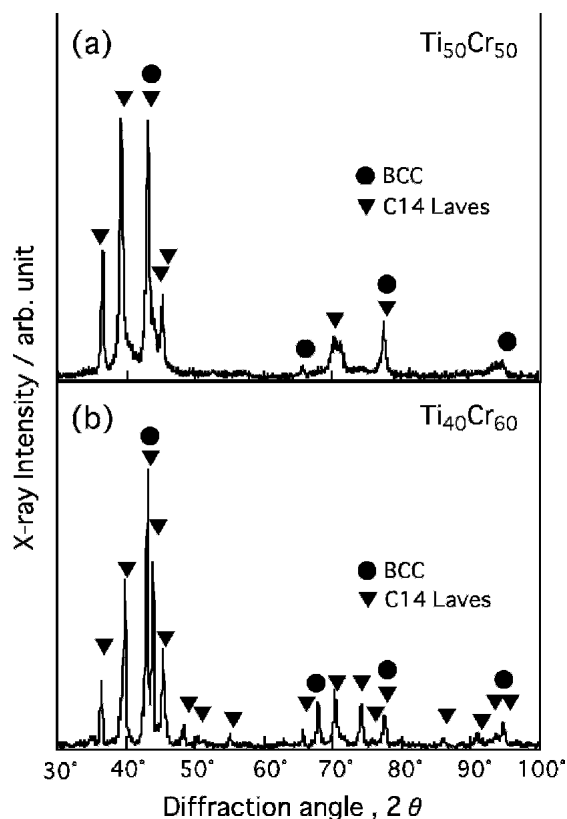 (a)
Ti₅₀Cr₅₀
● BCC
▼ C14 Laves
(b)
Ti₄₀Cr₆₀
● BCC
▼ C14 Laves
X-ray Intensity / arb. unit
30° 40° 50° 60° 70° 80° 90° 100°
Diffraction angle , 2 θ